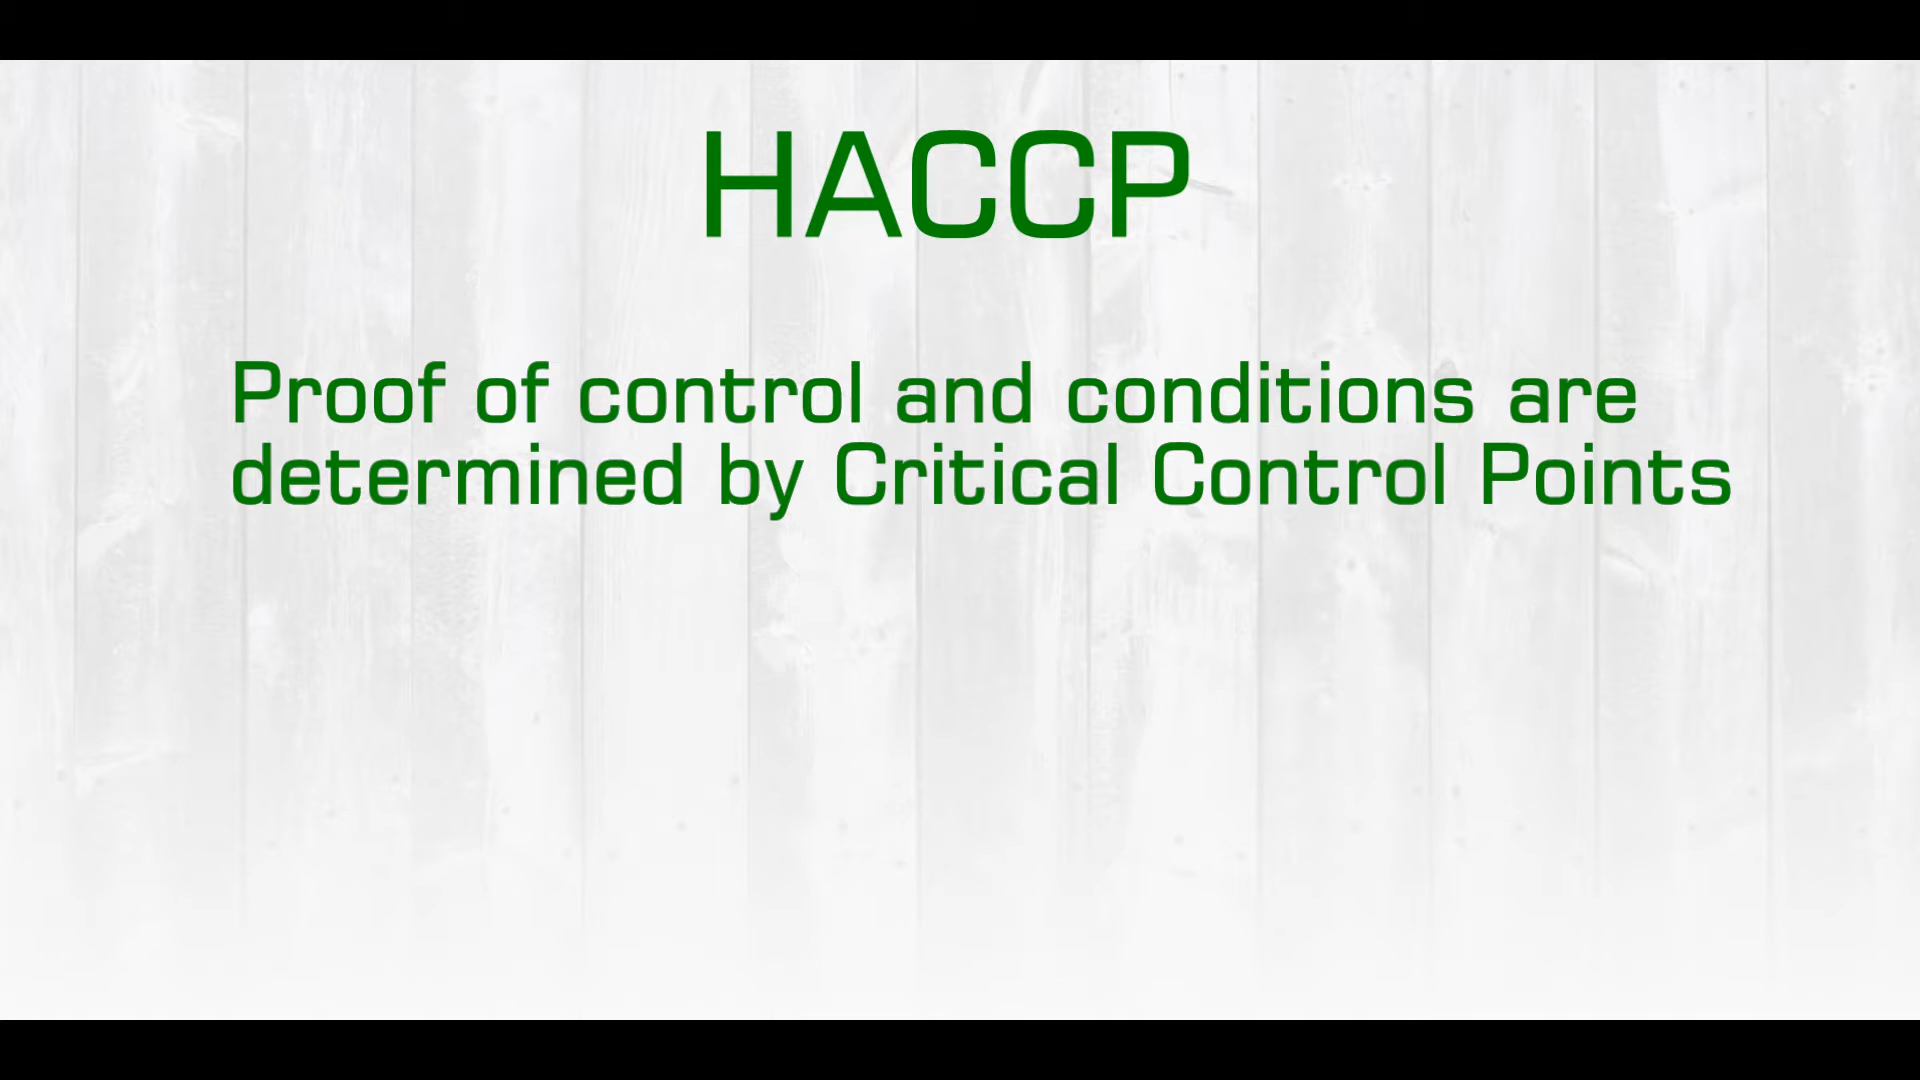 HACCP
Proof of control and conditions are
determined by Critical Control Points